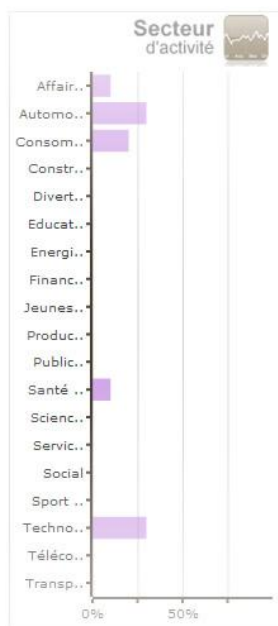 Secteur
d'activité
Affair..
Automo..
Consom..
Constr..
Divert..
Educat..
Energi..
Financ..
Jeunes..
Produc..
Public..
Santé ..
Scienc..
Servic..
Social
Sport ..
Techno..
Téléco..
Transp..
0% 50%